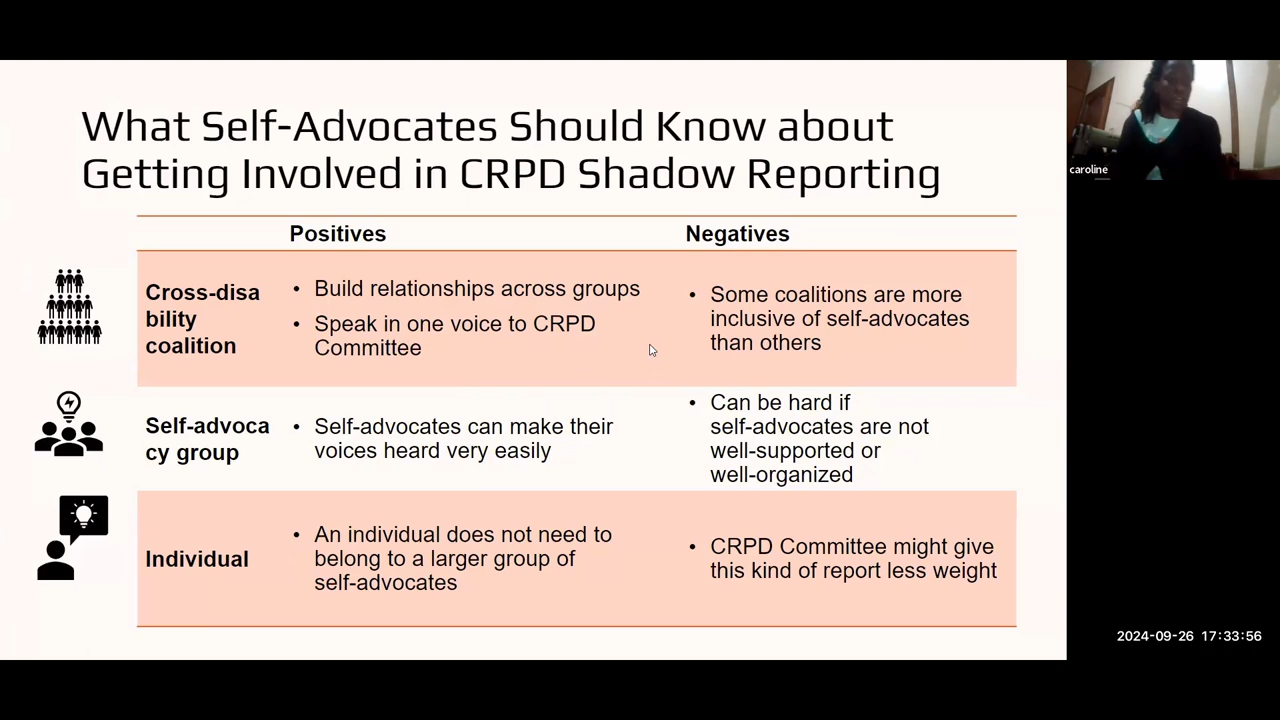 What Self-Advocates Should Know about
Getting Involved in CRPD Shadow Reporting
caroline
Positives
Negatives
Cross-disa
bility
coalition
• Build relationships across groups
• Speak in one voice to CRPD
Committee
• Some coalitions are more
inclusive of self-advocates
than others
Self-advoca
cy group
• Self-advocates can make their
voices heard very easily
• Can be hard if
self-advocates are not
well-supported or
well-organized
Individual
• An individual does not need to
belong to a larger group of
self-advocates
• CRPD Committee might give
this kind of report less weight
2024-09-26 17:33:56